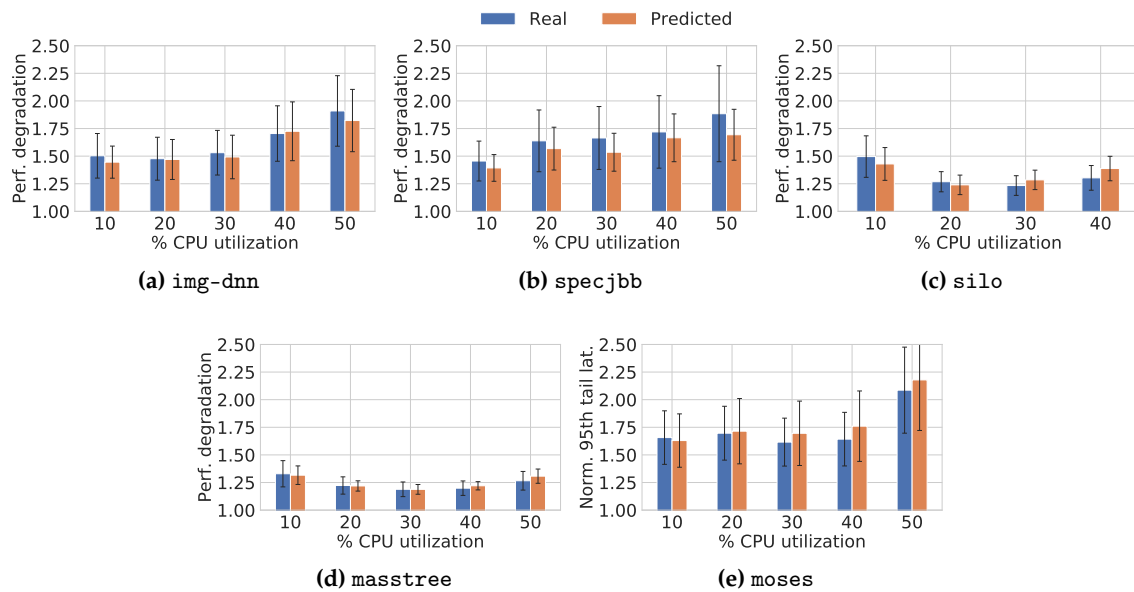 Real Predicted
Perf. degradation
2.50
2.25
2.00
1.75
1.50
1.25
1.00
10 20 30 40 50
% CPU utilization
(a) img-dnn
Perf. degradation
2.50
2.25
2.00
1.75
1.50
1.25
1.00
10 20 30 40 50
% CPU utilization
(b) specjbb
Perf. degradation
2.50
2.25
2.00
1.75
1.50
1.25
1.00
10 20 30 40
% CPU utilization
(c) silo
Perf. degradation
2.50
2.25
2.00
1.75
1.50
1.25
1.00
10 20 30 40 50
% CPU utilization
(d) masstree
Norm. 95th tail lat.
2.50
2.25
2.00
1.75
1.50
1.25
1.00
10 20 30 40 50
% CPU utilization
(e) moses